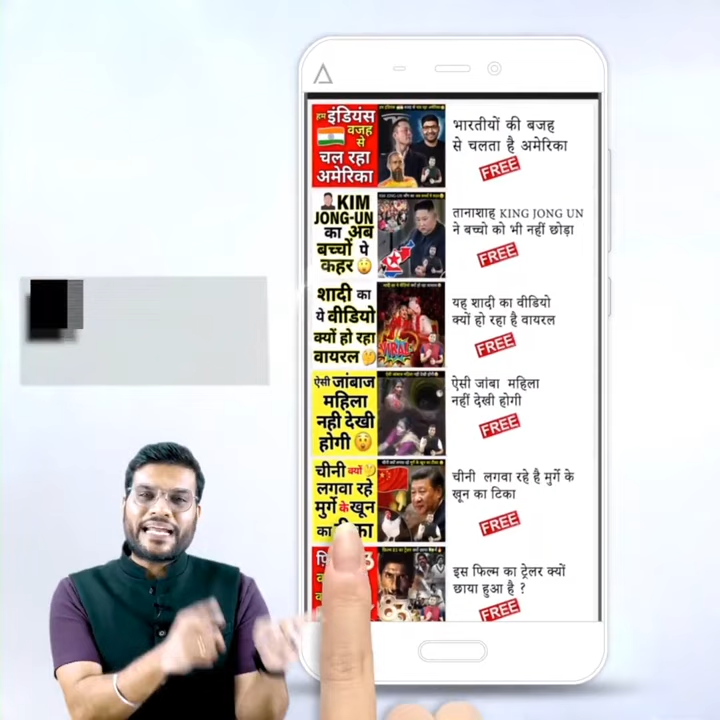 हम इंडियंस
वजह
से
चल रहा
अमेरिका
भारतीयों की वजह
से चलता है अमेरिका
FREE
KIM
JONG-UN
का अब
बच्चों पे
कहर
तानाशाह KING JONG UN
ने बच्चो को भी नहीं छोड़ा
FREE
शादी का
ये वीडियो
क्यों हो रहा
वायरल
VIRAL
यह शादी का वीडियो
क्यों हो रहा है वायरल
FREE
ऐसी जांबाज
महिला
नही देखी
होगी
ऐसी जांबा महिला
नहीं देखी होगी
FREE
चीनी क्यों
लगवा रहे
मुर्गे के खून
का
चीनी लगवा रहे है मुर्गे के
खून का टिका
FREE
इस फिल्म का ट्रेलर क्यों
छाया हुआ है ?
FREE